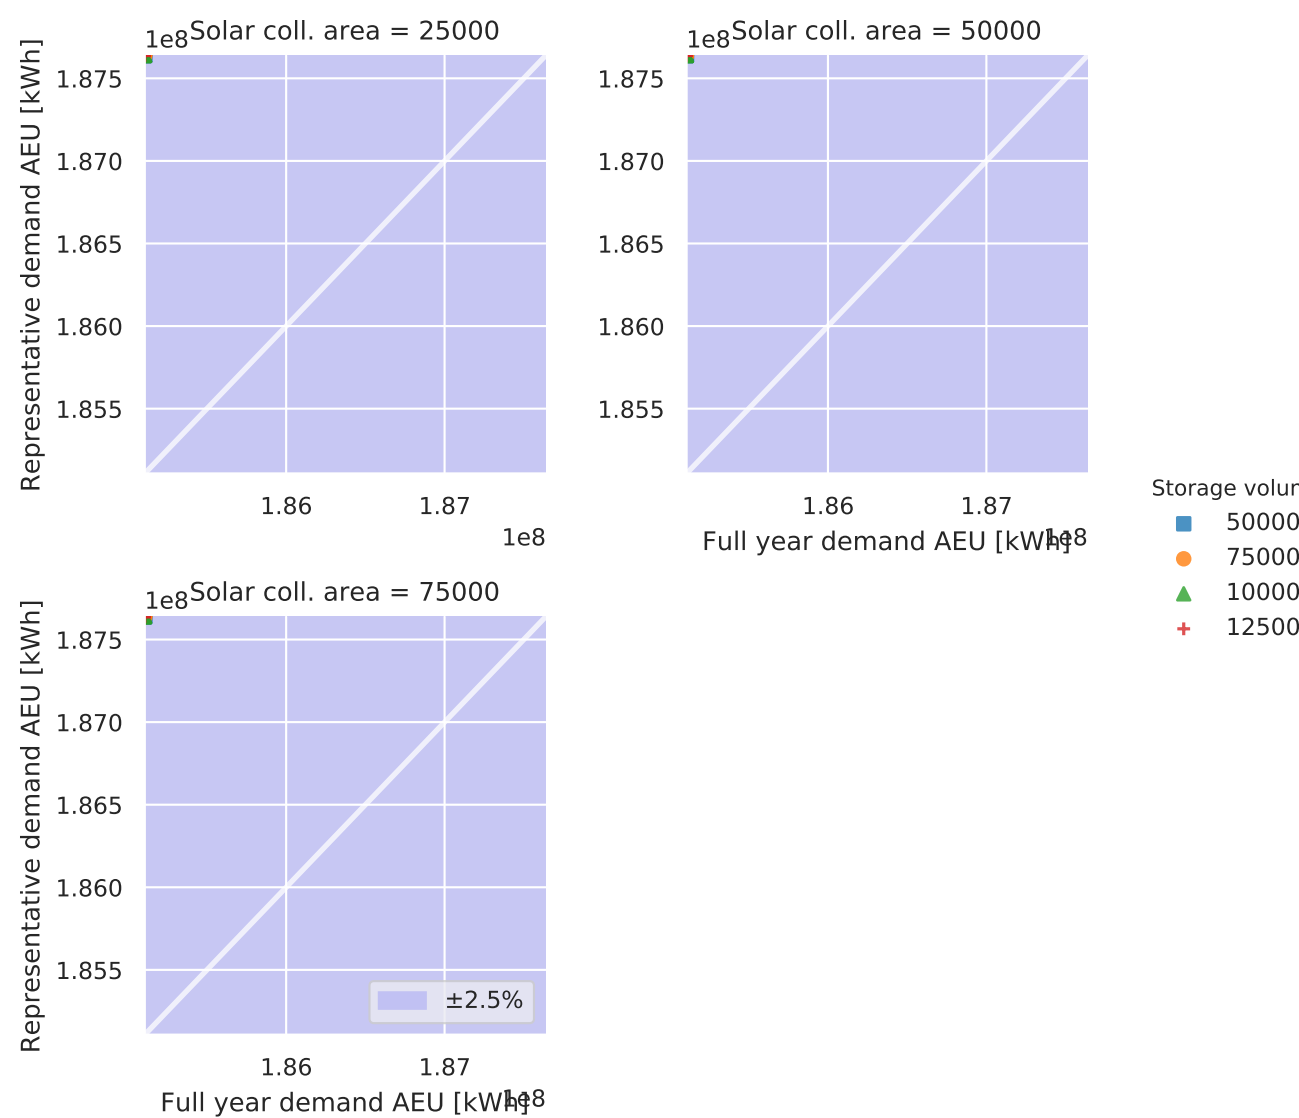 1e8
Solar coll. area = 25000
Representative demand AEU [kWh]
1.875
1.870
1.865
1.860
1.855
1.86 1.87
1e8
1e8
Solar coll. area = 50000
1.875
1.870
1.865
1.860
1.855
1.86 1.87
1e8
Full year demand AEU [kWh]
Storage volum
50000
75000
10000
12500
1e8
Solar coll. area = 75000
Representative demand AEU [kWh]
1.875
1.870
1.865
1.860
1.855
±2.5%
1.86 1.87
1e8
Full year demand AEU [kWh]